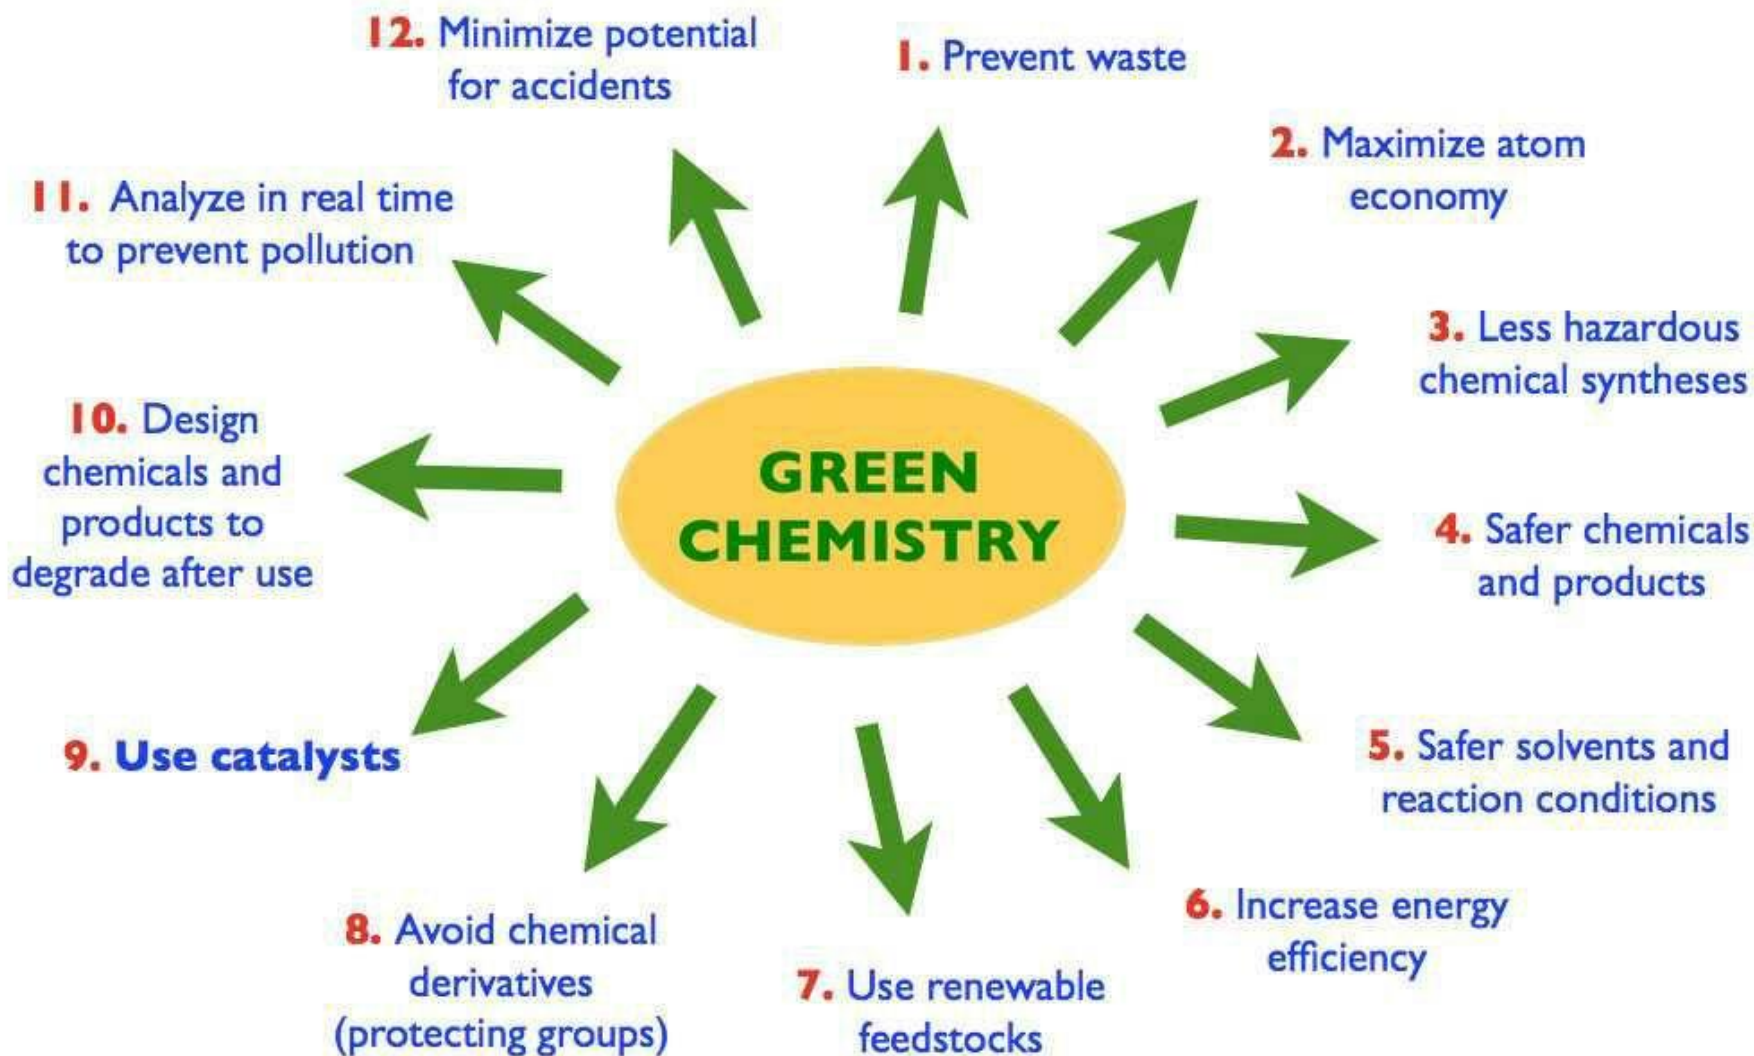 GREEN
CHEMISTRY
1. Prevent waste
2. Maximize atom
economy
3. Less hazardous
chemical syntheses
4. Safer chemicals
and products
5. Safer solvents and
reaction conditions
6. Increase energy
efficiency
7. Use renewable
feedstocks
8. Avoid chemical
derivatives
(protecting groups)
9. Use catalysts
10. Design
chemicals and
products to
degrade after use
11. Analyze in real time
to prevent pollution
12. Minimize potential
for accidents